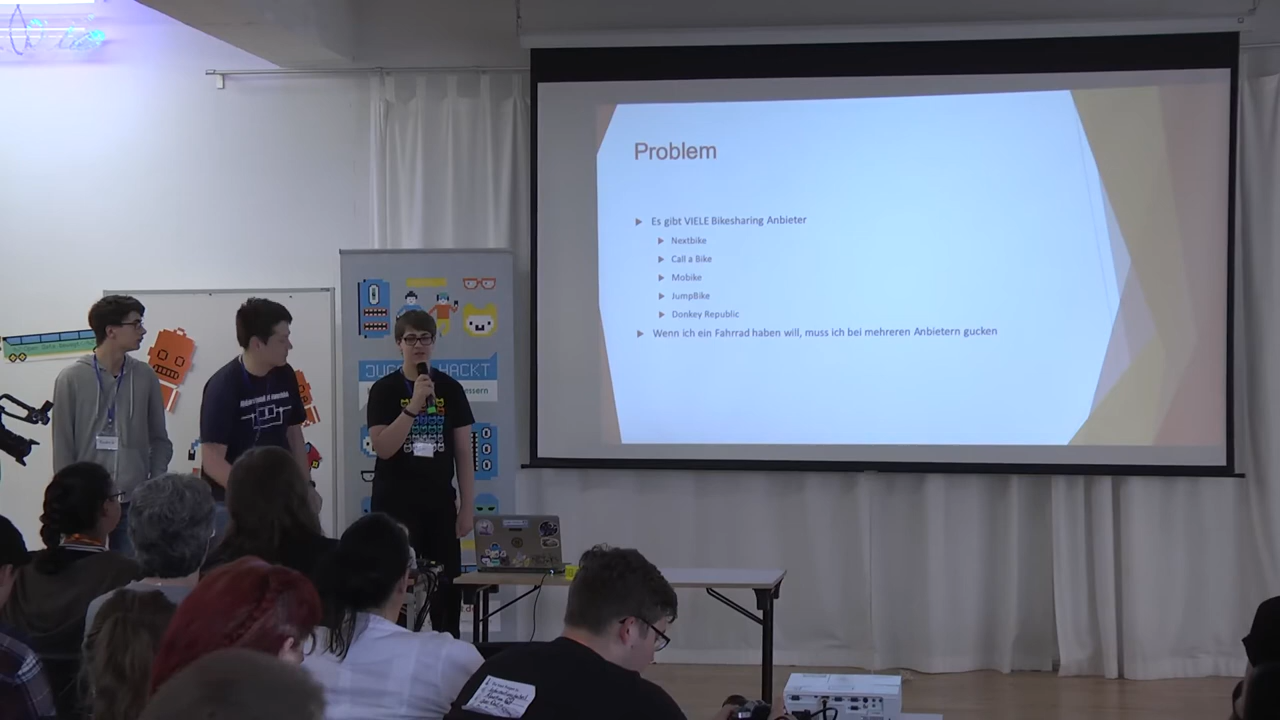 Problem
Es gibt VIELE Bikesharing Anbieter
Nextbike
Call a Bike
Mobike
JumpBike
Donkey Republic
Wenn ich ein Fahrrad haben will, muss ich bei mehreren Anbietern gucken
HACKT
essern